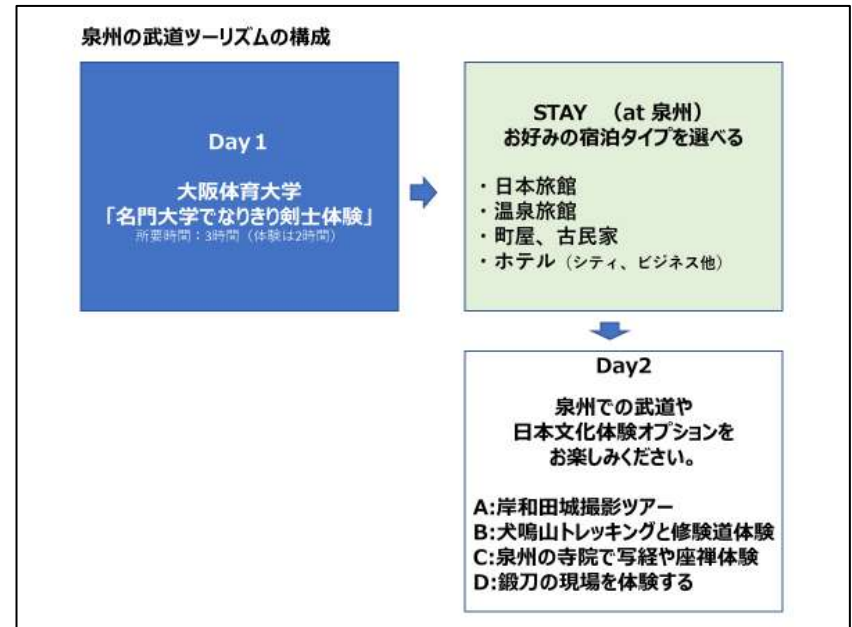 泉州の武道ツーリズムの構成
Day 1
大阪体育大学
「名門大学でなりきり剣士体験」
所要時間：3時間（体験は2時間）
STAY （at 泉州）
お好みの宿泊タイプを選べる
・日本旅館
・温泉旅館
・町屋、古民家
・ホテル（シティ、ビジネス他）
Day2
泉州での武道や
日本文化体験オプションを
お楽しみください。
A:岸和田城撮影ツアー
B:犬鳴山トレッキングと修験道体験
C:泉州の寺院で写経や座禅体験
D:鍛刀の現場を体験する